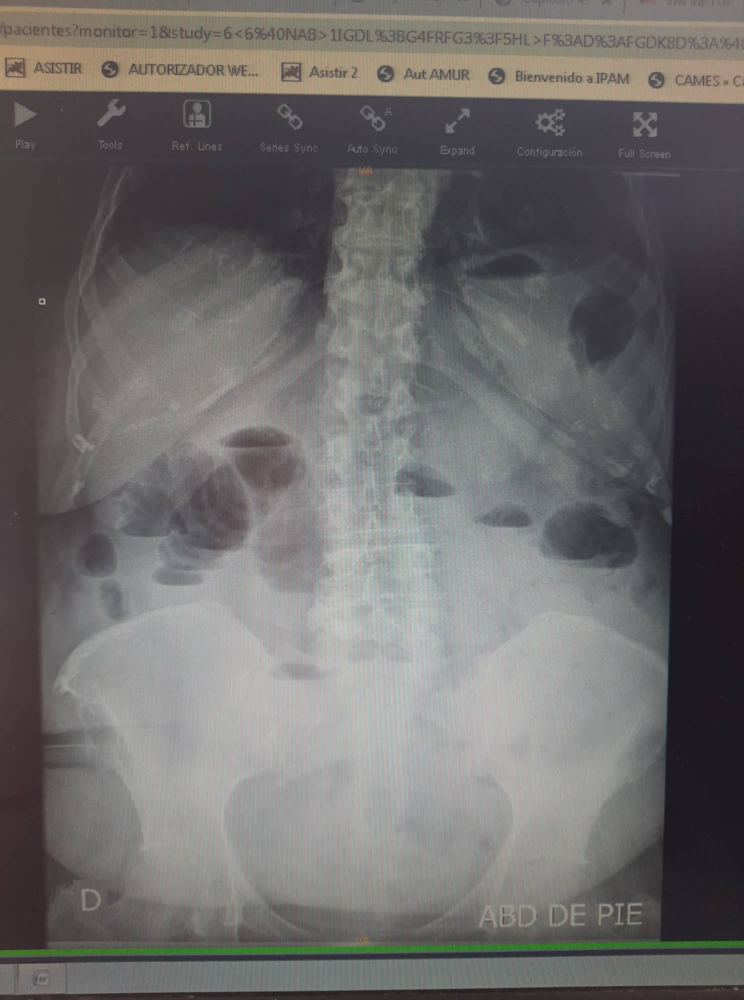 /pacientes?monitor=1&study=6<6%40NAB>1IGDL%3BG4FRFG3%3F5HL>F%3AD%3AFGDK8D%3A%4
ASISTIR AUTORIZADOR WE... Asistir 2 Aut AMUR Bienvenido a IPAM CAMES »
A
Play Tools Ref. Lines Series Sync Auto Sync Expand Configuración Full Screen
D
ABD DE PIE